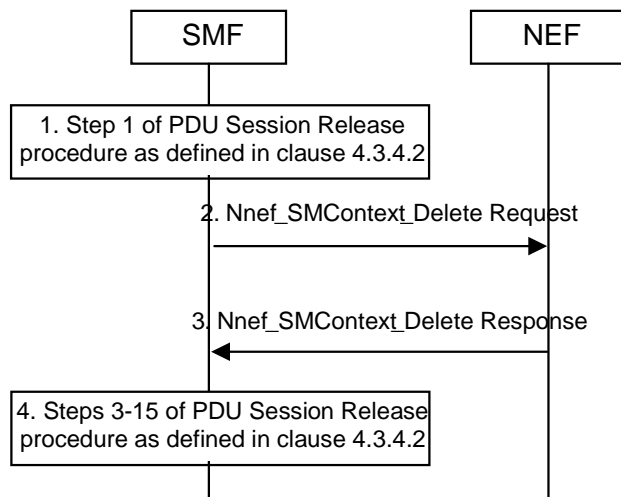 SMF
NEF
1. Step 1 of PDU Session Release
procedure as defined in clause 4.3.4.2
2. Nnef_SMContext_Delete Request
3. Nnef_SMContext_Delete Response
4. Steps 3-15 of PDU Session Release
procedure as defined in clause 4.3.4.2